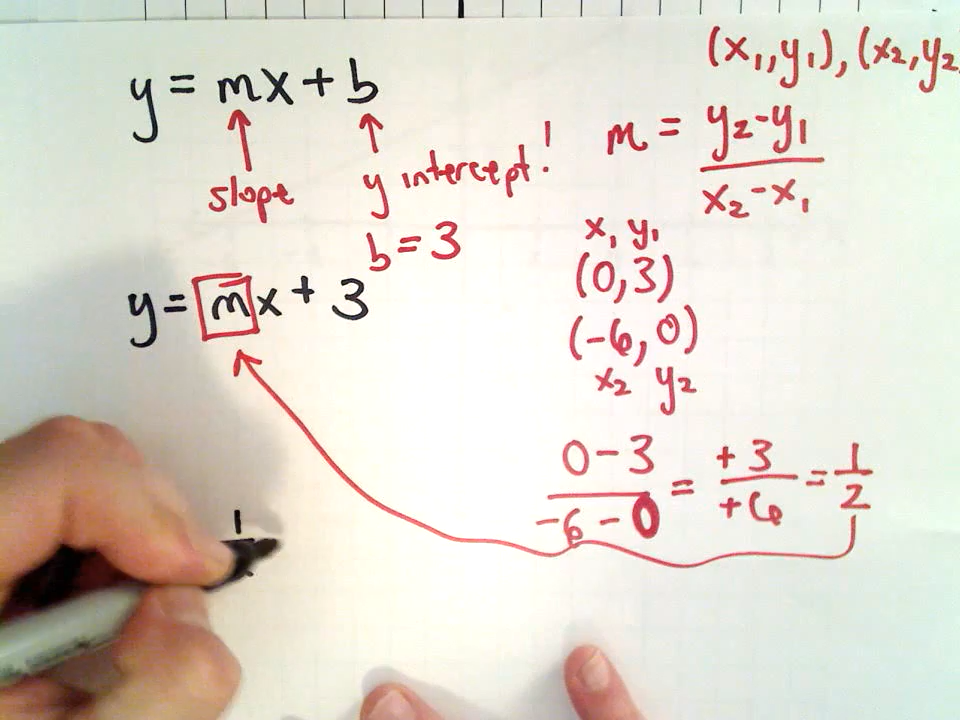 y = mx + b
slope
y intercept!
b = 3
y = mx + 3
(x₁,y₁), (x₂,y₂
m = y₂-y₁ / x₂-x₁
x₁ y₁
(0,3)
(-6,0)
x₂ y₂
0-3 / -6-0 = +3 / +6 = 1/2
1